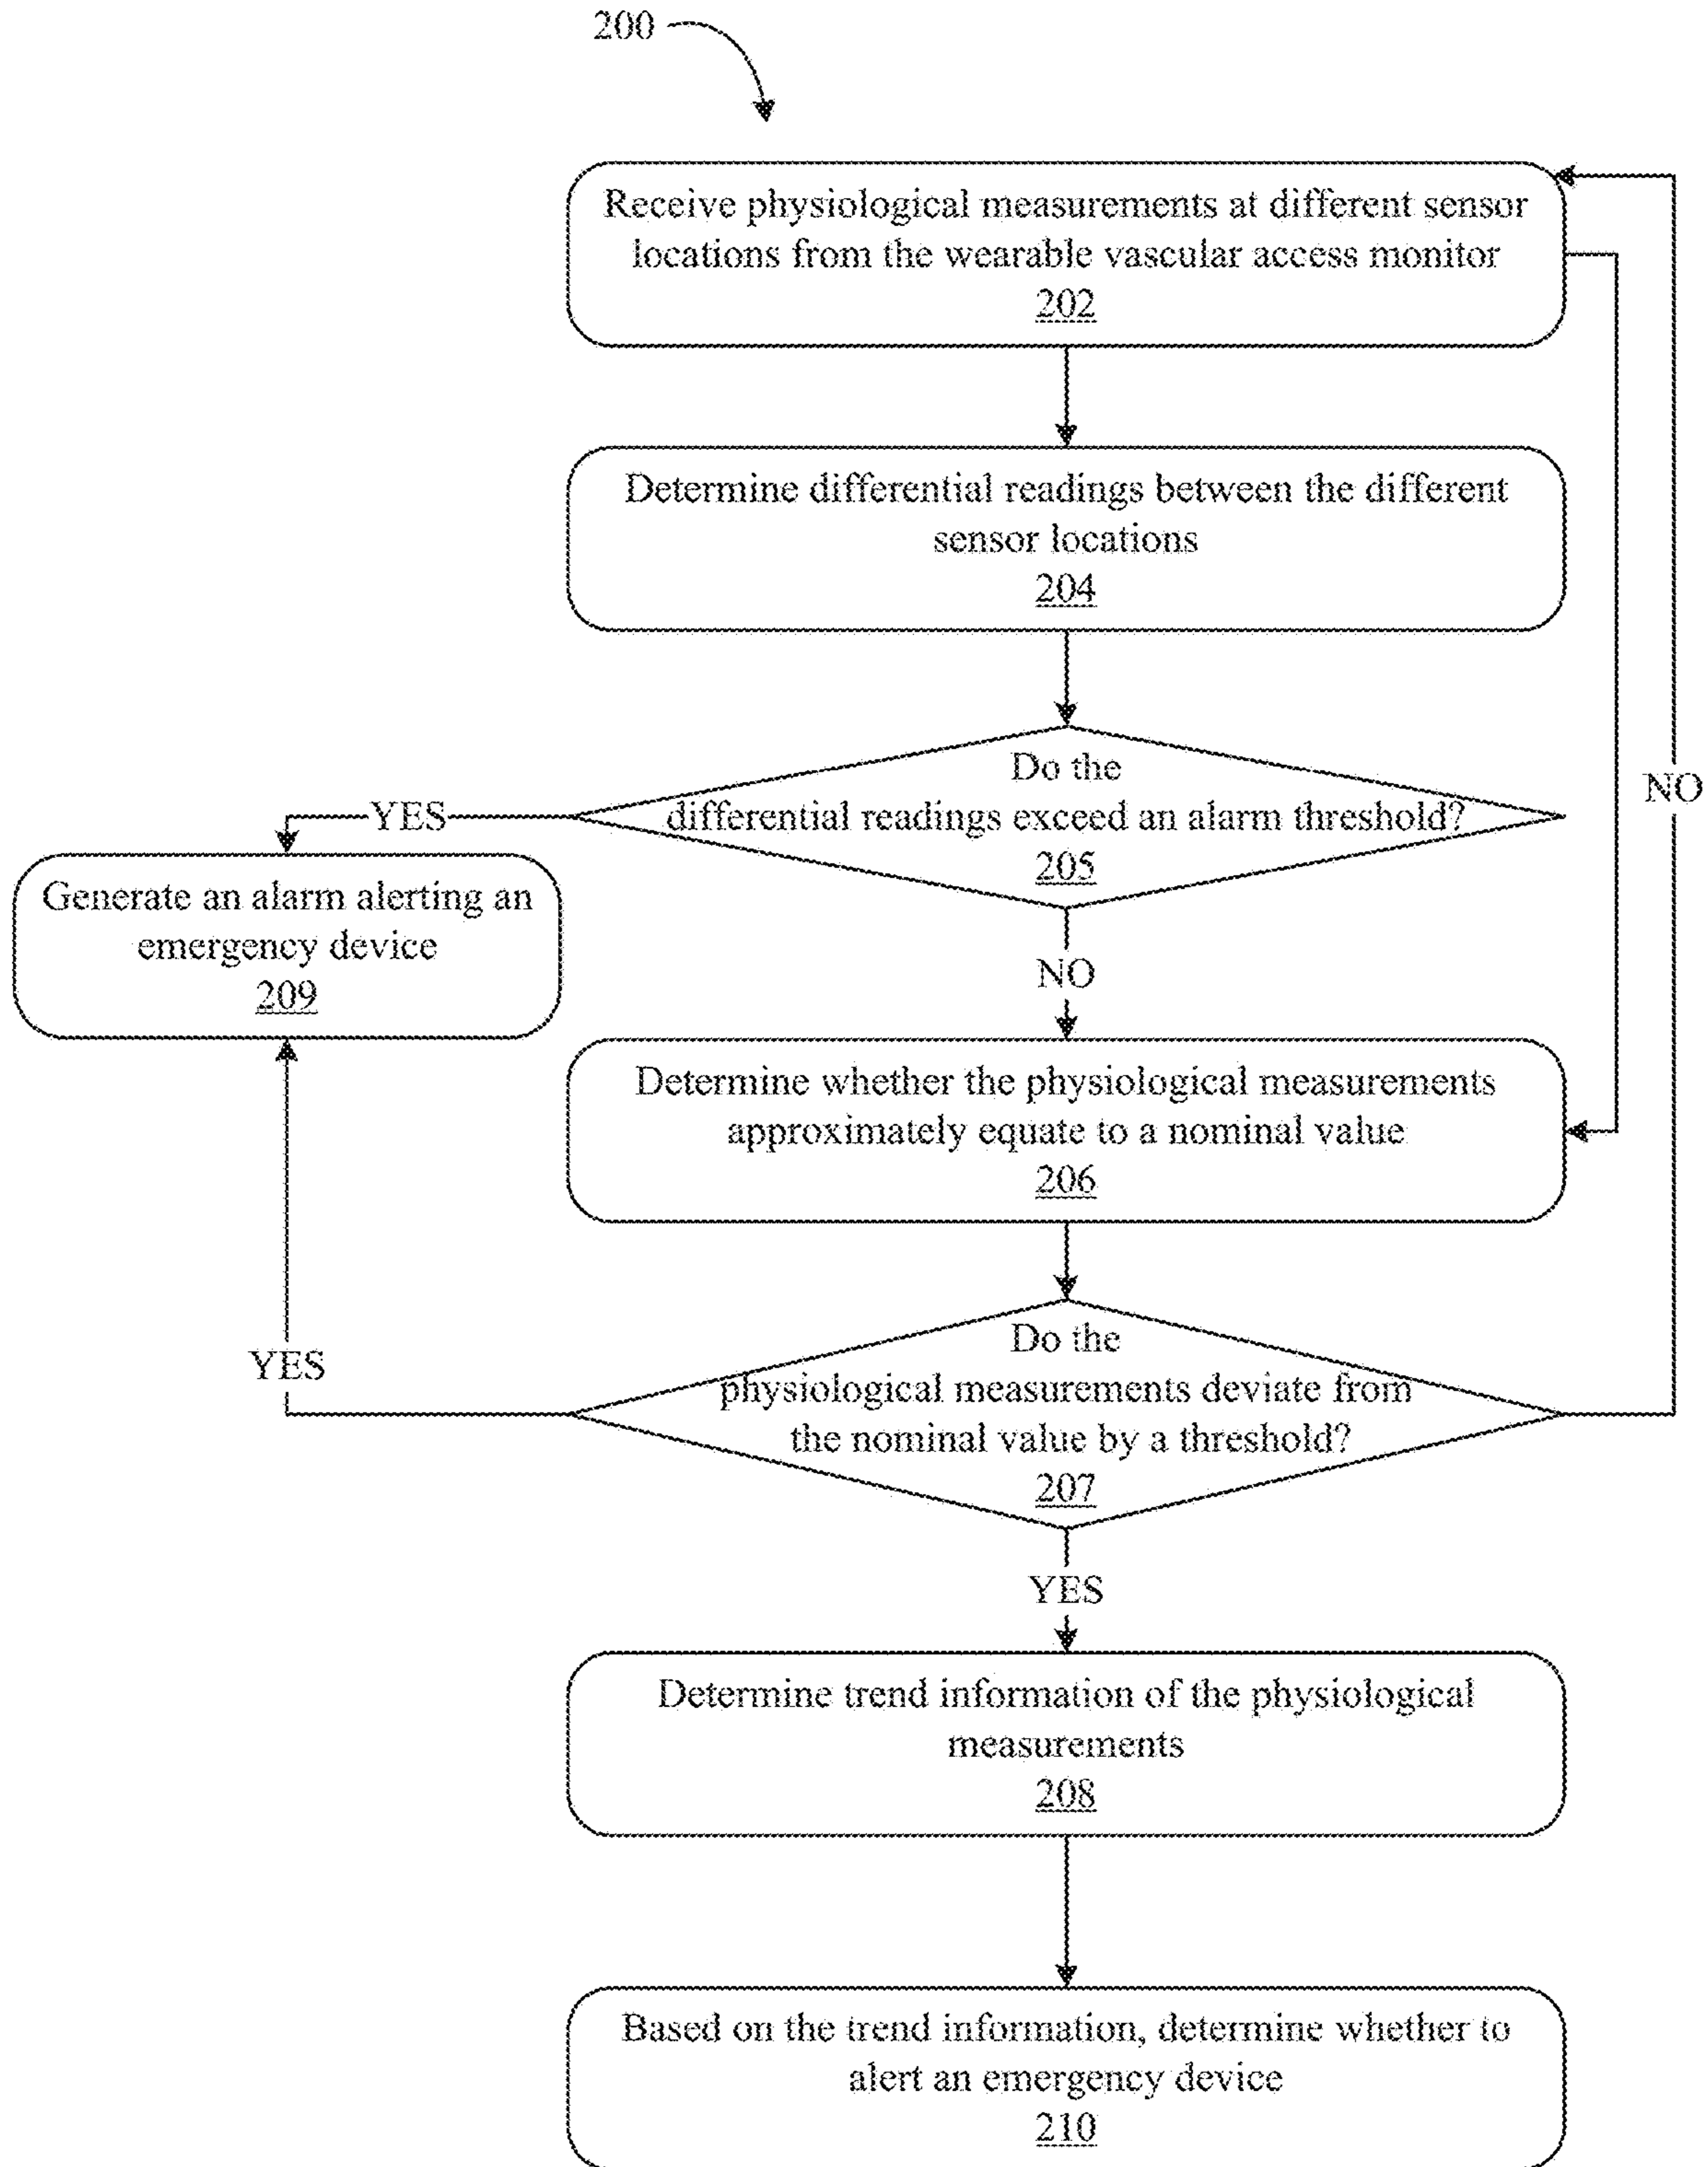 200
Receive physiological measurements at different sensor
locations from the wearable vascular access monitor
202
Determine differential readings between the different
sensor locations
204
Do the
differential readings exceed an alarm threshold?
205
YES
NO
Generate an alarm alerting an
emergency device
209
NO
Determine whether the physiological measurements
approximately equate to a nominal value
206
Do the
physiological measurements deviate from
the nominal value by a threshold?
207
YES
YES
Determine trend information of the physiological
measurements
208
Based on the trend information, determine whether to
alert an emergency device
210